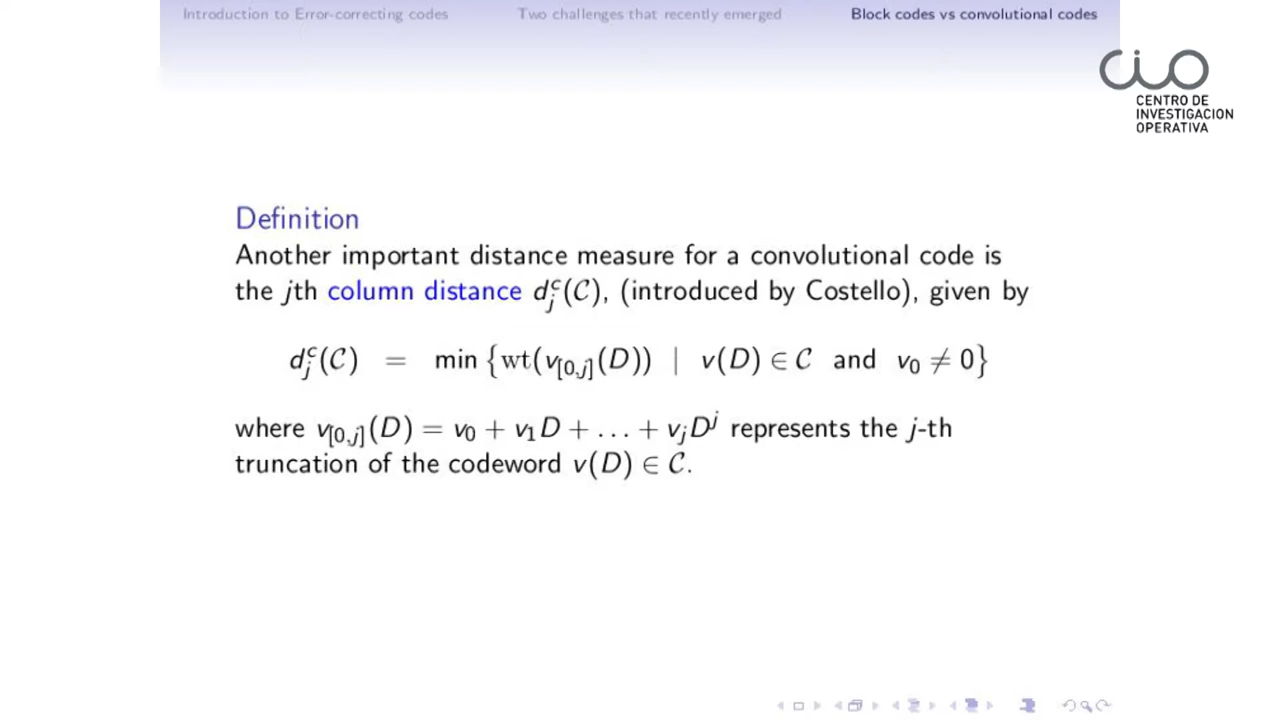 Introduction to Error-correcting codes Two challenges that recently emerged Block codes vs convolutional codes
CIO
CENTRO DE
INVESTIGACION
OPERATIVA
Definition
Another important distance measure for a convolutional code is
the jth column distance d_j^c(𝒞), (introduced by Costello), given by
d_j^c(𝒞) = min {wt(v_{[0,j]}(D)) | v(D) ∈ 𝒞 and v_0 ≠ 0}
where v_{[0,j]}(D) = v_0 + v_1D + ... + v_jD^j represents the j-th
truncation of the codeword v(D) ∈ 𝒞.